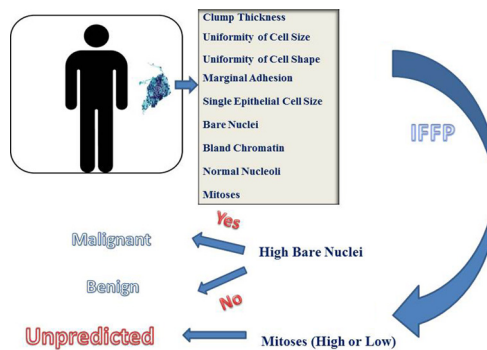 Clump Thickness
Uniformity of Cell Size
Uniformity of Cell Shape
Marginal Adhesion
Single Epithelial Cell Size
Bare Nuclei
Bland Chromatin
Normal Nucleoli
Mitoses
IFFP
Yes
Malignant
High Bare Nuclei
Benign
No
Unpredicted
Mitoses (High or Low)